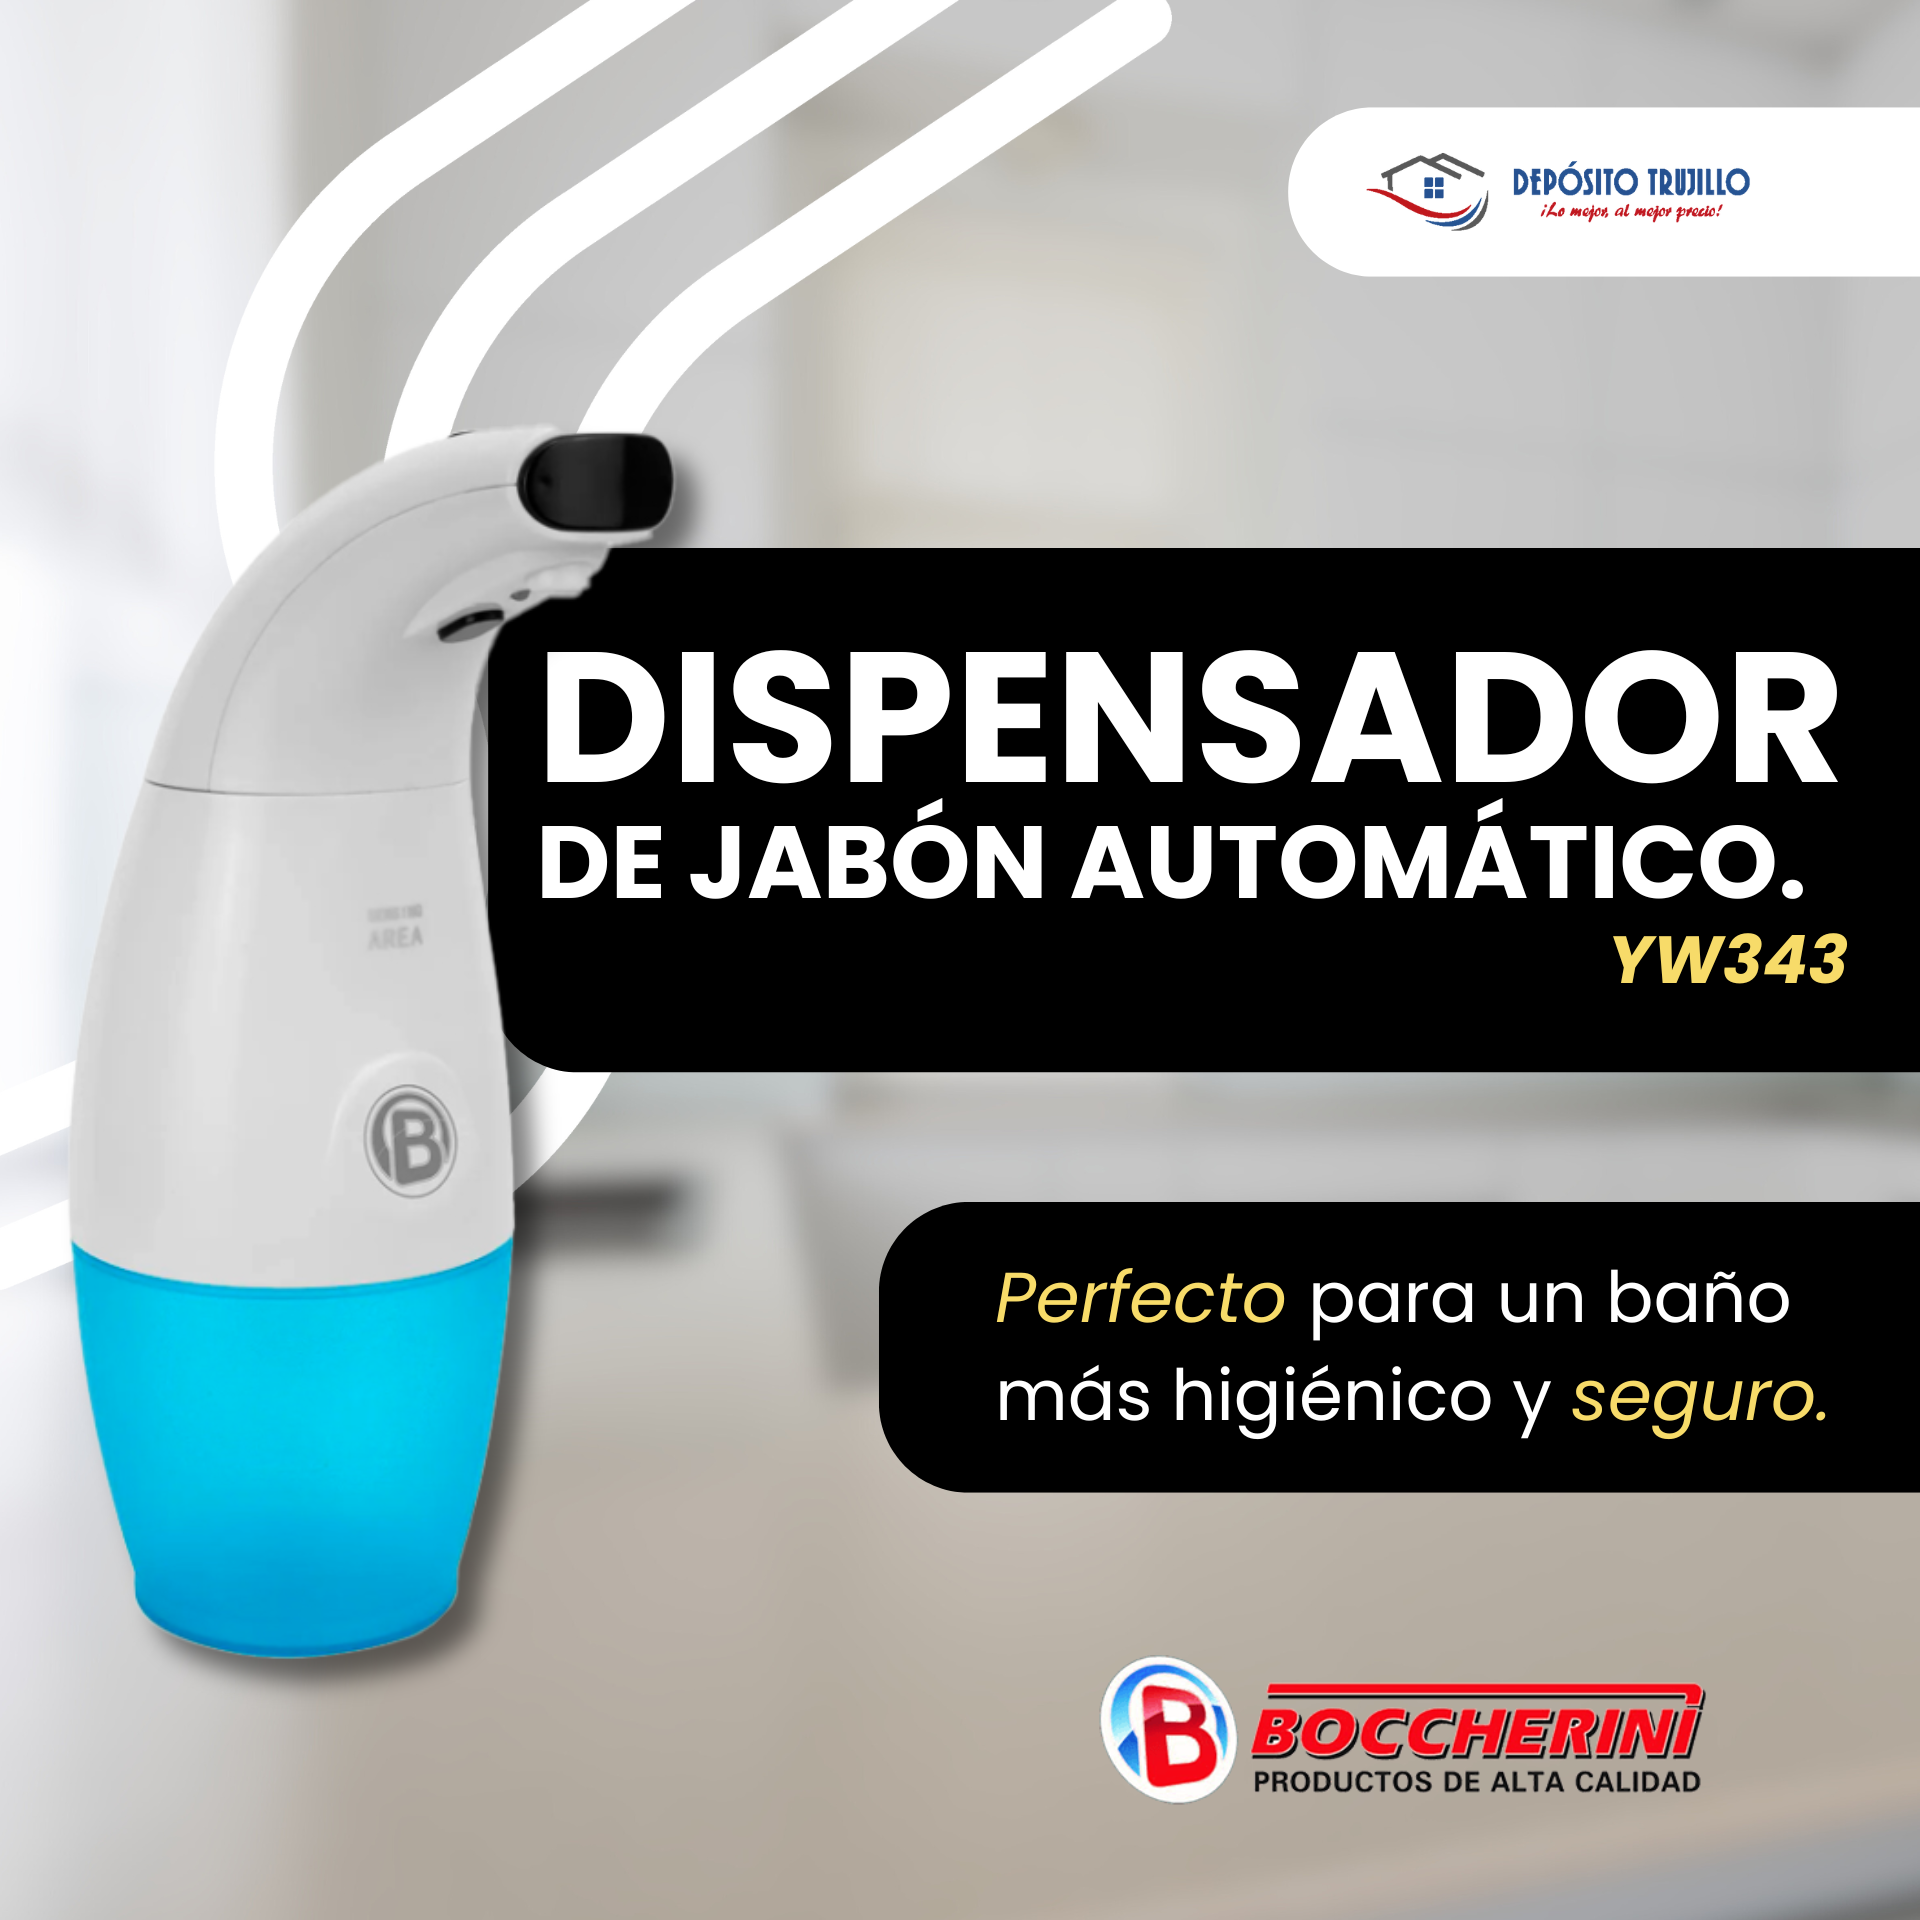 DEPÓSITO TRUJILLO
¡Lo mejor, al mejor precio!
DISPENSADOR
DE JABÓN AUTOMÁTICO.
YW343
AREA
B
Perfecto para un baño
más higiénico y seguro.
B BOCCHERINI
PRODUCTOS DE ALTA CALIDAD